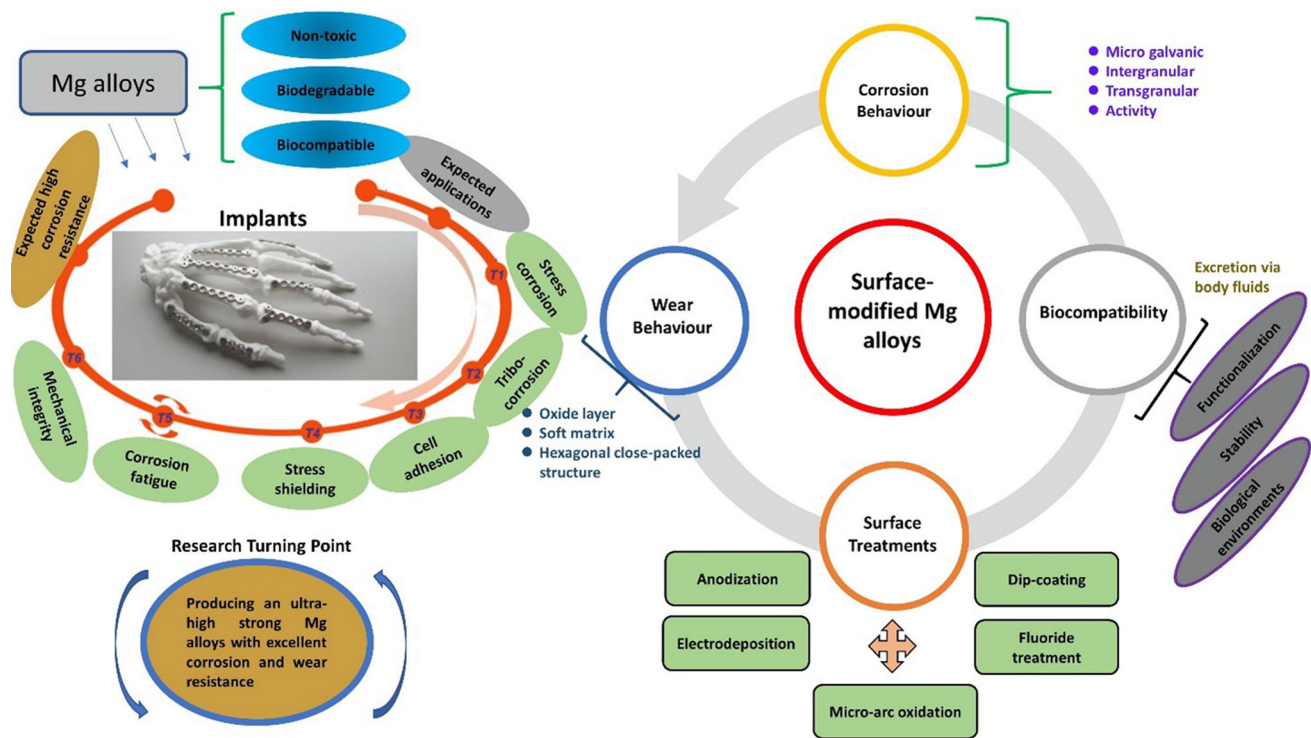 Mg alloys
Non-toxic
Biodegradable
Biocompatible
Expected high
corrosion
resistance
Implants
Expected
applications
T1
Stress
corrosion
T2
Tribo-
corrosion
T3
Cell
adhesion
T4
Stress
shielding
T5
Corrosion
fatigue
T6
Mechanical
integrity
Research Turning Point
Producing an ultra-
high strong Mg
alloys with excellent
corrosion and wear
resistance
Corrosion
Behaviour
Micro galvanic
Intergranular
Transgranular
Activity
Wear
Behaviour
Oxide layer
Soft matrix
Hexagonal close-packed
structure
Surface-
modified Mg
alloys
Biocompatibility
Excretion via
body fluids
Functionalization
Stability
Biological
environments
Surface
Treatments
Anodization
Dip-coating
Electrodeposition
Fluoride
treatment
Micro-arc oxidation